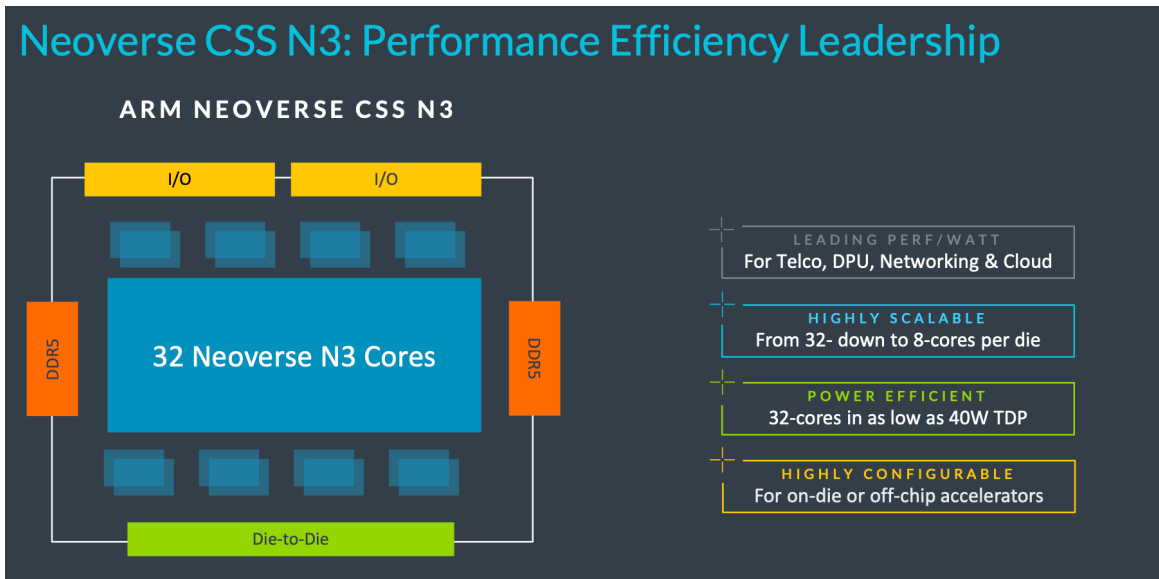 Neoverse CSS N3: Performance Efficiency Leadership
ARM NEOVERSE CSS N3
I/O
I/O
DDR5
32 Neoverse N3 Cores
DDR5
Die-to-Die
LEADING PERF/WATT
For Telco, DPU, Networking & Cloud
HIGHLY SCALABLE
From 32- down to 8-cores per die
POWER EFFICIENT
32-cores in as low as 40W TDP
HIGHLY CONFIGURABLE
For on-die or off-chip accelerators